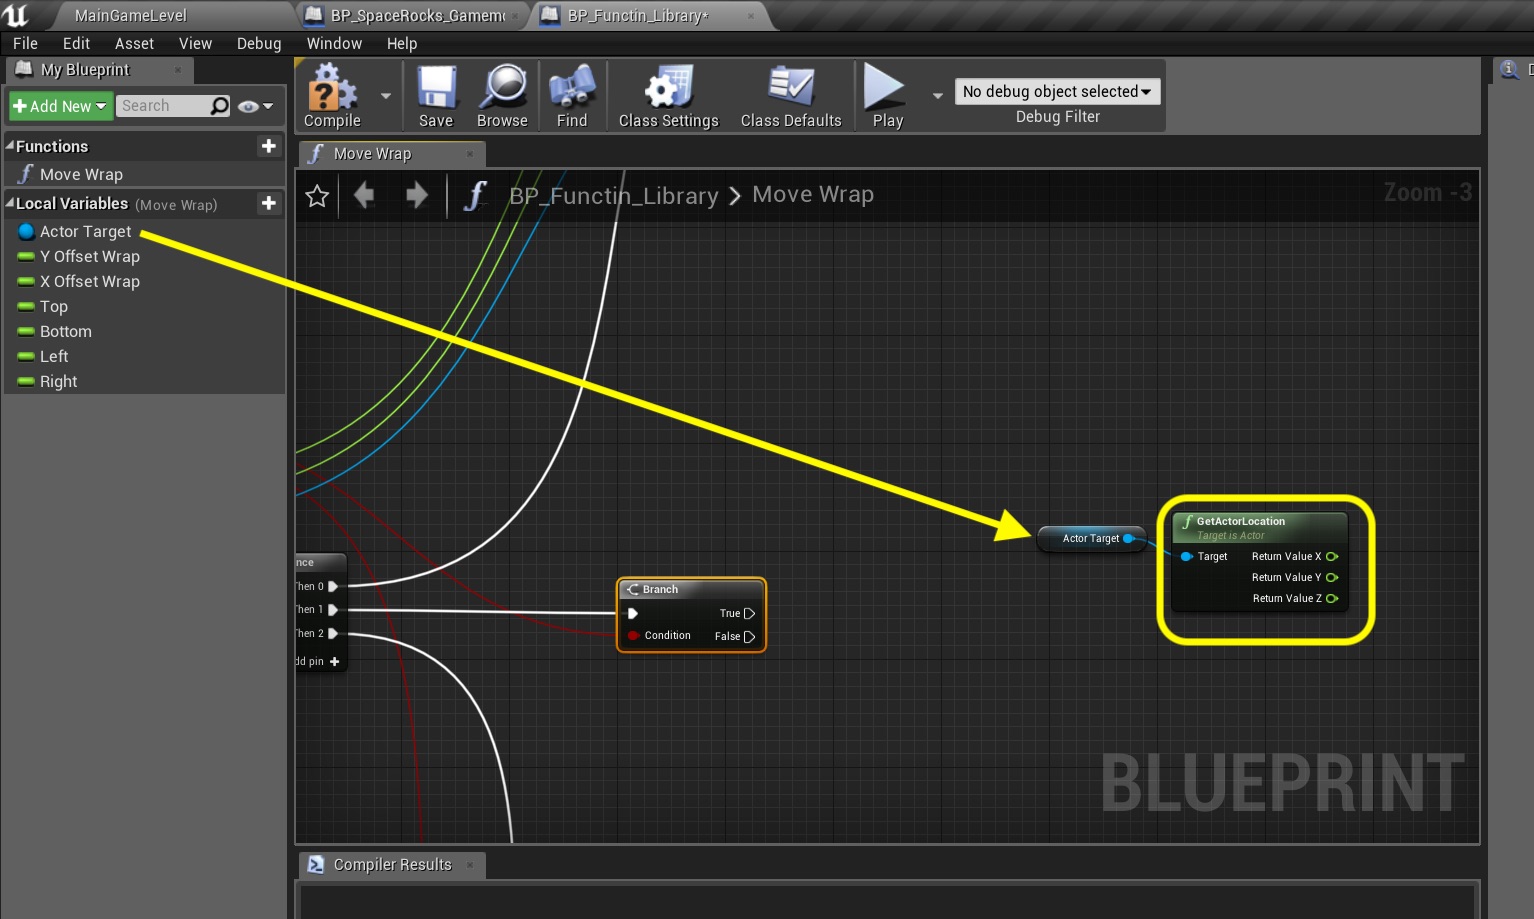 MainGameLevel
BP_SpaceRocks_Gamem
BP_Functin_Library*
File Edit Asset View Debug Window Help
My Blueprint
Add New
Search
Functions
Move Wrap
Local Variables (Move Wrap)
Actor Target
Y Offset Wrap
X Offset Wrap
Top
Bottom
Left
Right
Compile
Save
Browse
Find
Class Settings
Class Defaults
Play
No debug object selected
Debug Filter
Move Wrap
BP_Functin_Library > Move Wrap
Zoom -3
nce
Then 0
Then 1
Then 2
dd pin
Branch
True
Condition False
Actor Target
GetActorLocation
Target is Actor
Target Return Value X
Return Value Y
Return Value Z
BLUEPRINT
Compiler Results